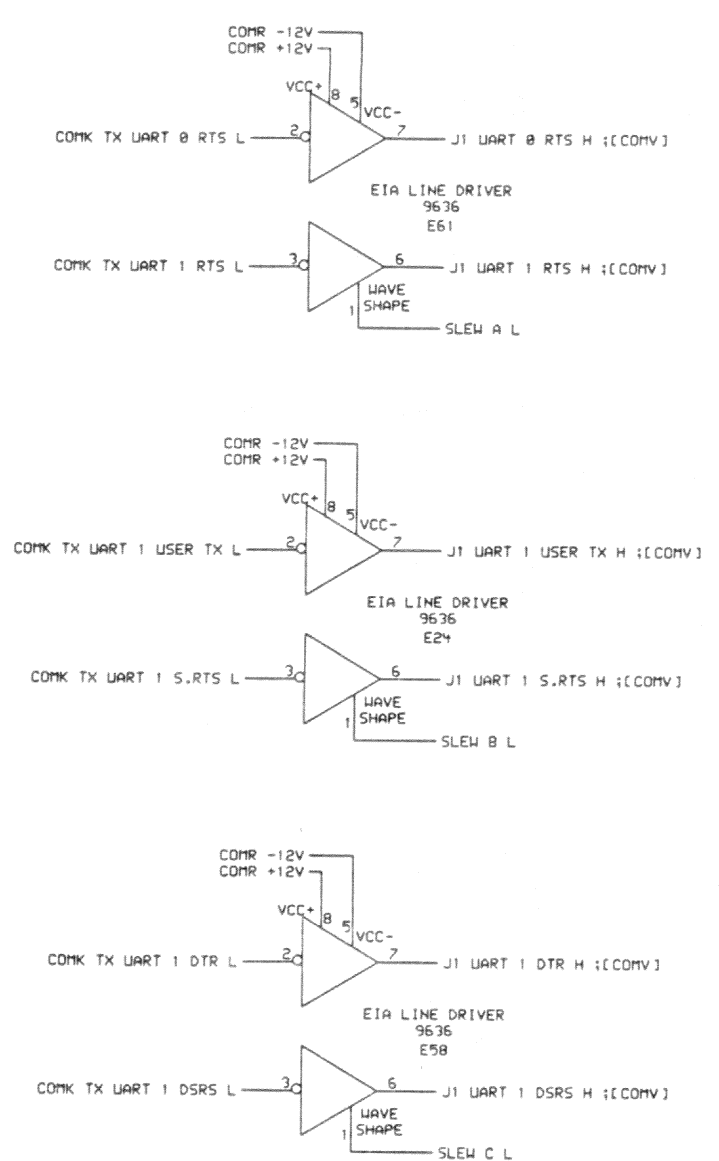 COMR -12V
COMR +12V
VCC+ 8 5 VCC-
COMK TX UART 0 RTS L 2 7 J1 UART 0 RTS H ;[COMV]
EIA LINE DRIVER
9636
E61
COMK TX UART 1 RTS L 3 6 J1 UART 1 RTS H ;[COMV]
WAVE
1 SHAPE
SLEW A L
COMR -12V
COMR +12V
VCC+ 8 5 VCC-
COMK TX UART 1 USER TX L 2 7 J1 UART 1 USER TX H ;[COMV]
EIA LINE DRIVER
9636
E24
COMK TX UART 1 S.RTS L 3 6 J1 UART 1 S.RTS H ;[COMV]
WAVE
1 SHAPE
SLEW B L
COMR -12V
COMR +12V
VCC+ 8 5 VCC-
COMK TX UART 1 DTR L 2 7 J1 UART 1 DTR H ;[COMV]
EIA LINE DRIVER
9636
E58
COMK TX UART 1 DSRS L 3 6 J1 UART 1 DSRS H ;[COMV]
WAVE
1 SHAPE
SLEW C L